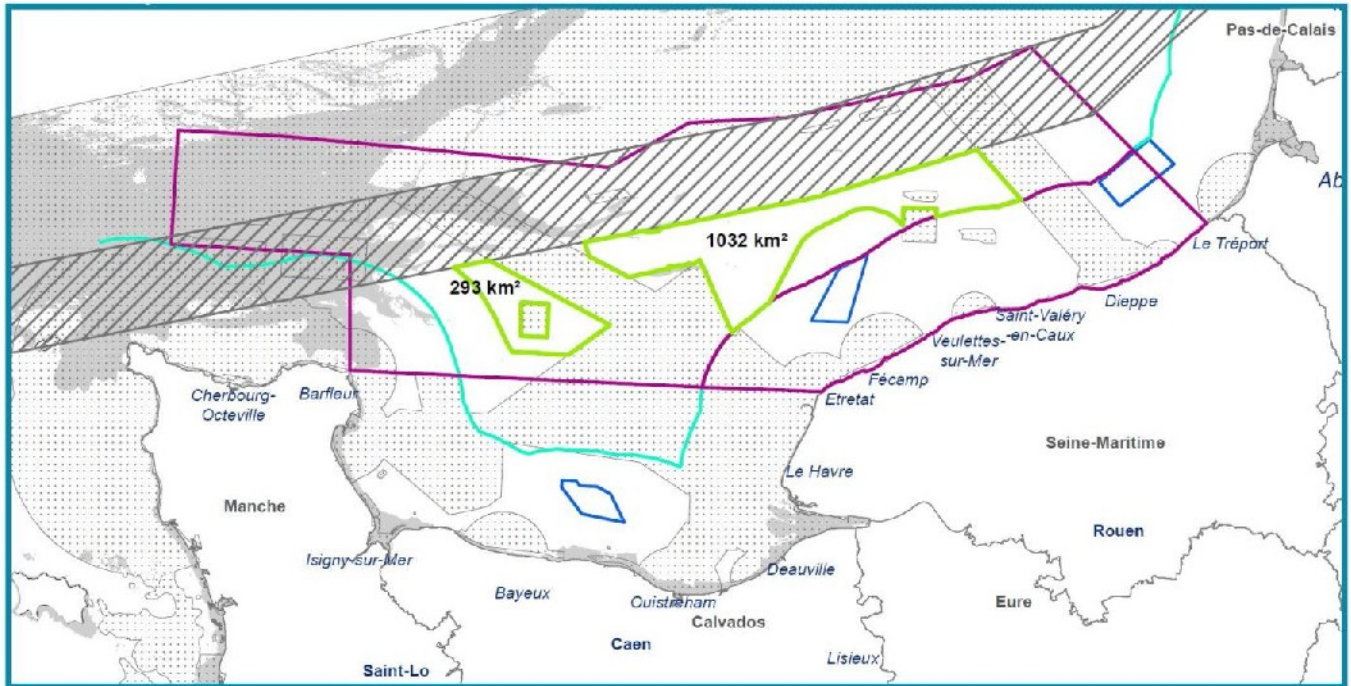 Pas-de-Calais
Ab
1032 km²
Le Tréport
293 km²
Dieppe
Saint-Valéry
-en-Caux
Veulettes-
sur-Mer
Fécamp
Cherbourg-
Octeville
Barfleur
Etretat
Seine-Maritime
Le Havre
Manche
Rouen
Isigny-sur-Mer
Deauville
Bayeux
Ouistreham
Eure
Calvados
Caen
Lisieux
Saint-Lo